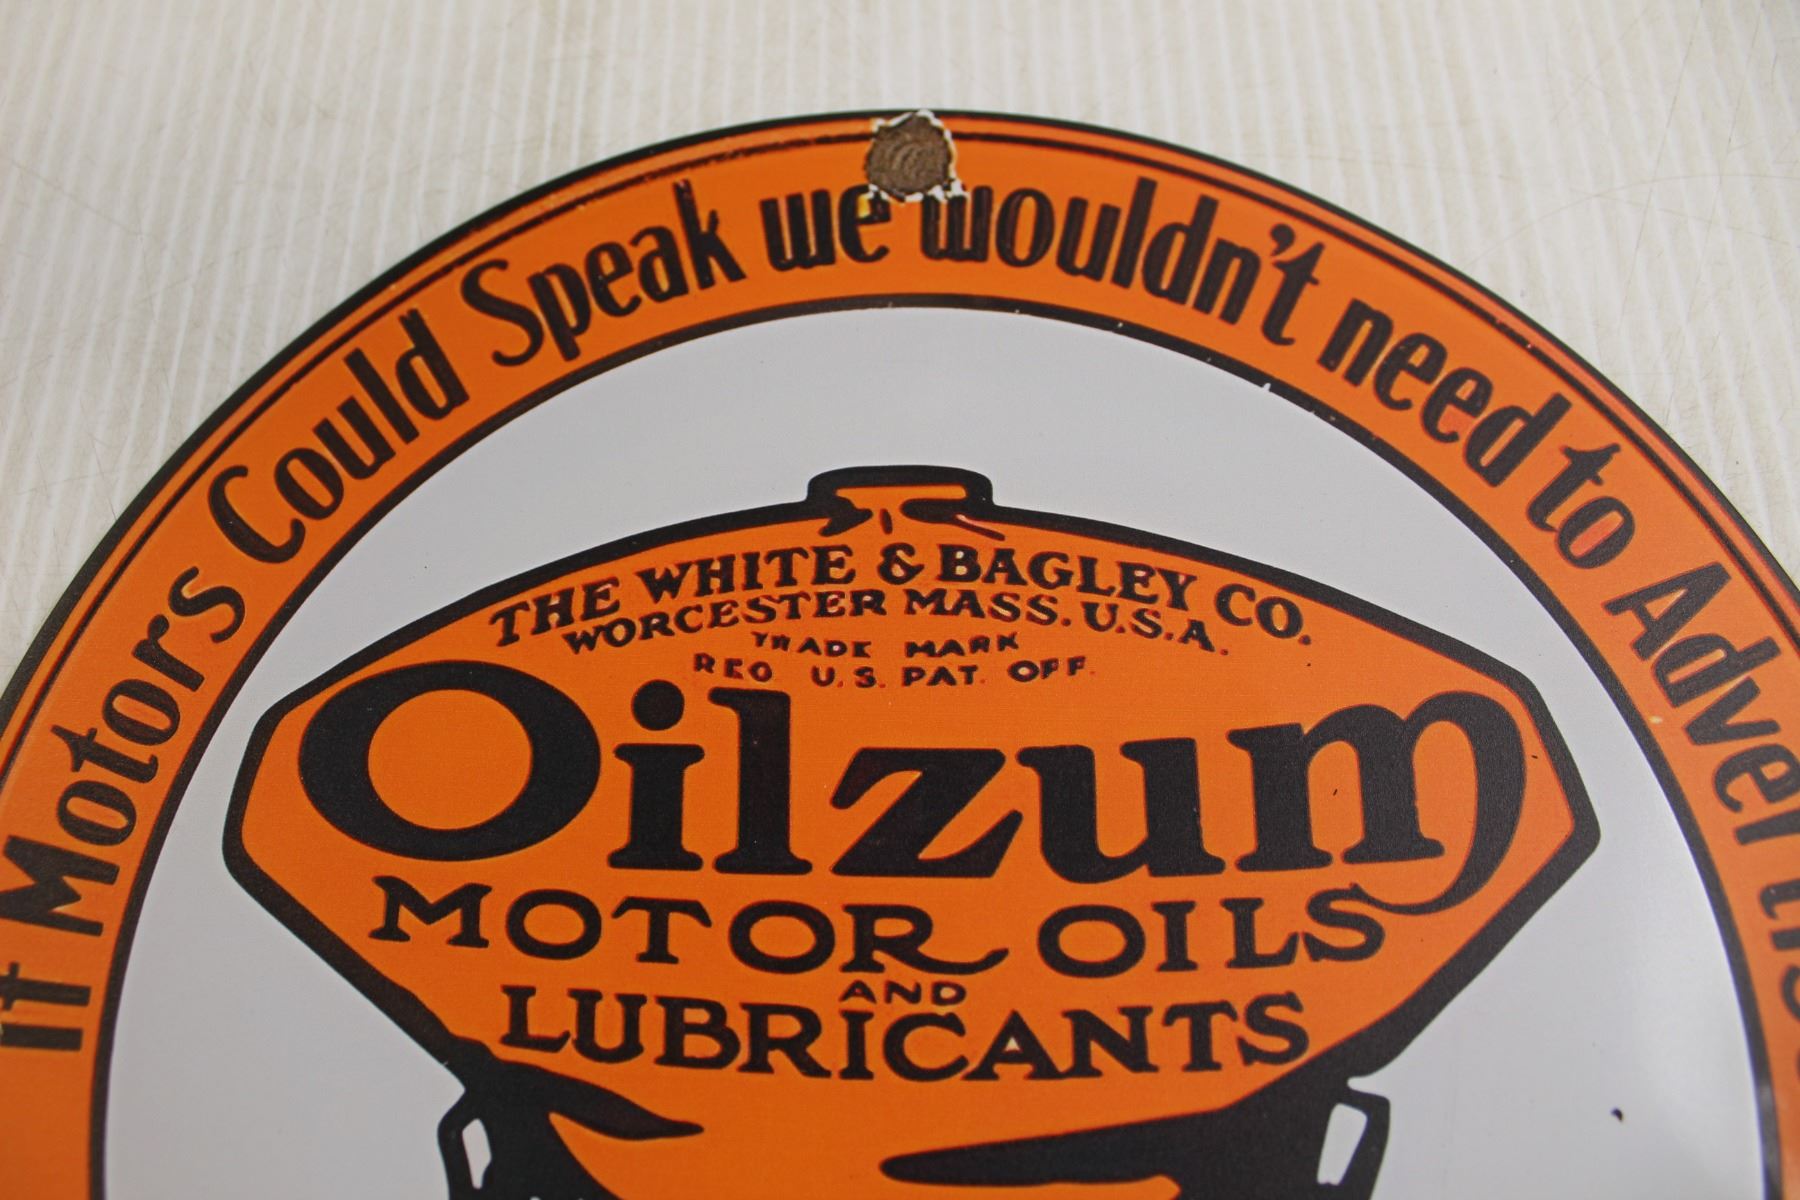 If Motors Could Speak we wouldn't need to Advertise
THE WHITE & BAGLEY CO.
WORCESTER MASS. U.S.A.
TRADE MARK
REG U.S. PAT. OFF.
Oilzum
MOTOR OILS
AND
LUBRICANTS